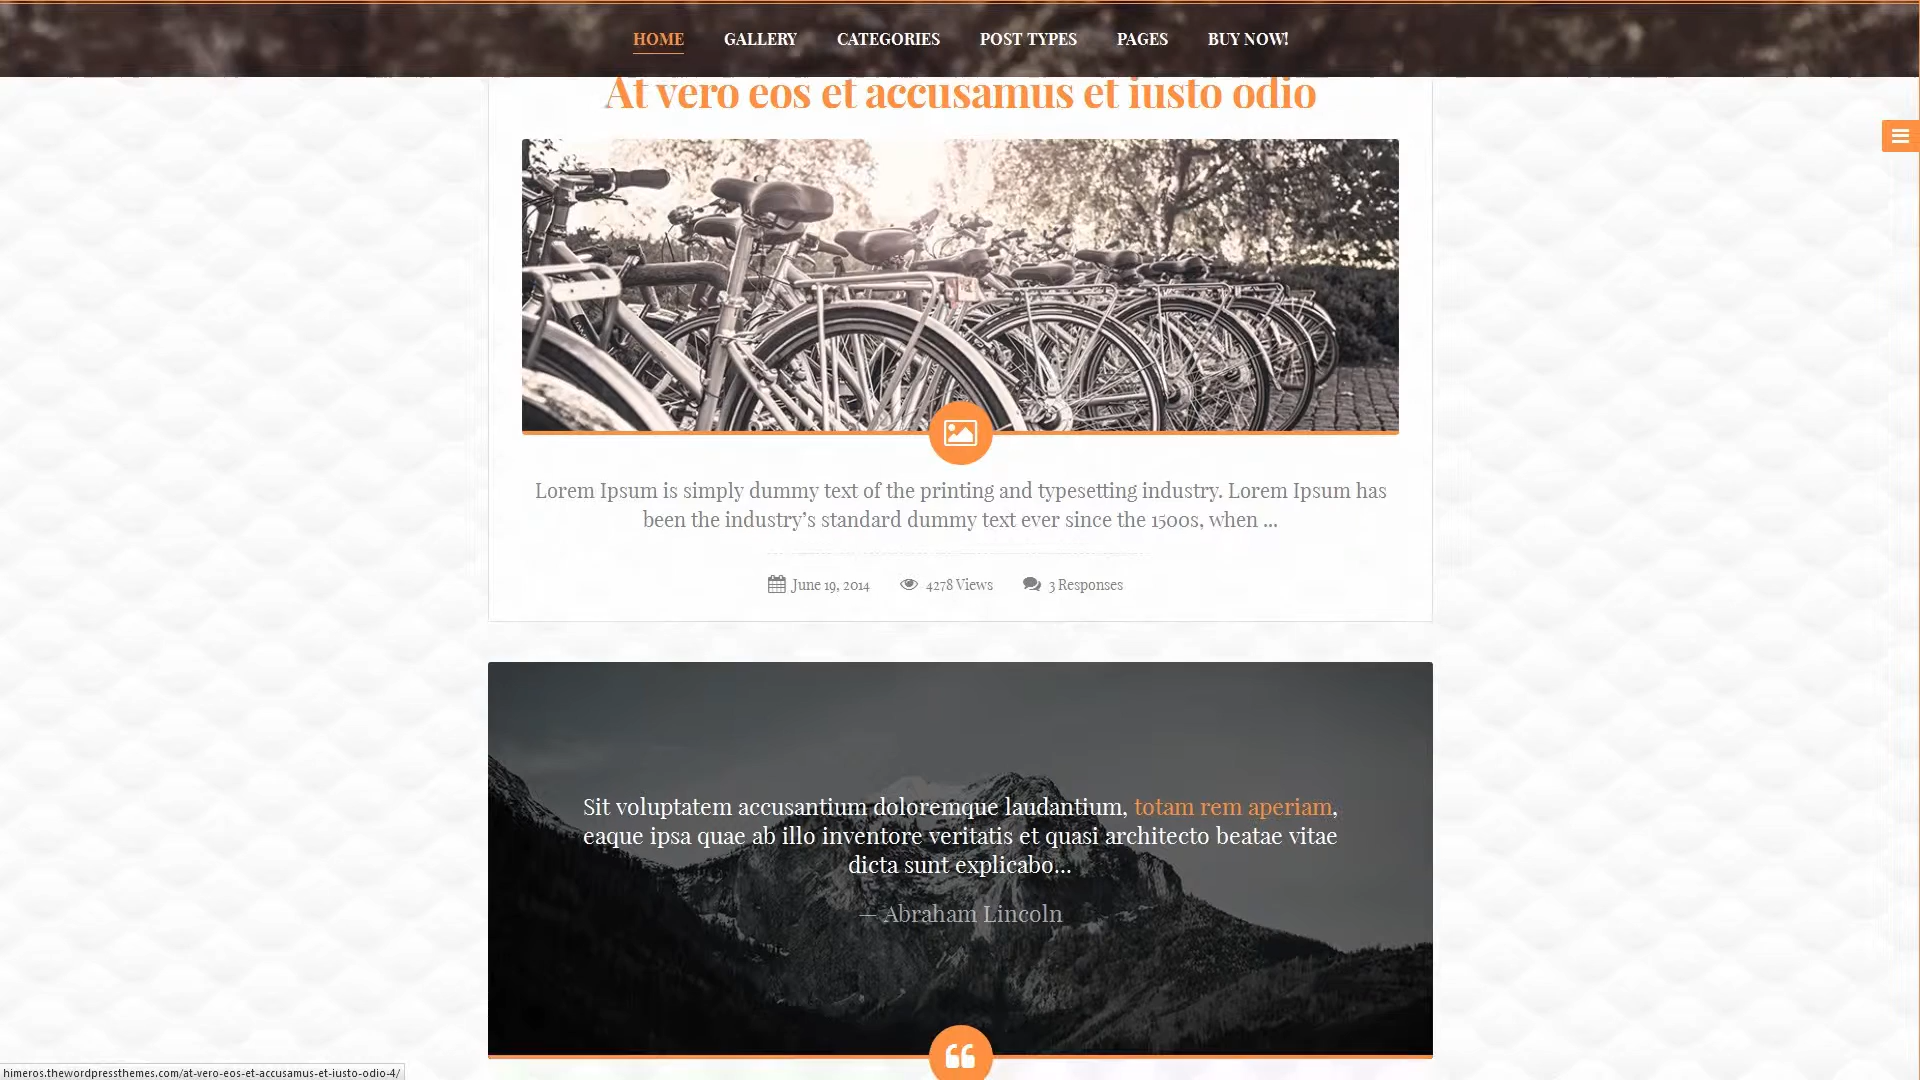 HOME GALLERY CATEGORIES POST TYPES PAGES BUY NOW!
At vero eos et accusamus et iusto odio
Lorem Ipsum is simply dummy text of the printing and typesetting industry. Lorem Ipsum has
been the industry’s standard dummy text ever since the 1500s, when ...
June 19, 2014 4278 Views 3 Responses
Sit voluptatem accusantium doloremque laudantium, totam rem aperiam,
eaque ipsa quae ab illo inventore veritatis et quasi architecto beatae vitae
dicta sunt explicabo...
— Abraham Lincoln
himeros.thewordpressthemes.com/at-vero-eos-et-accusamus-et-iusto-odio-4/